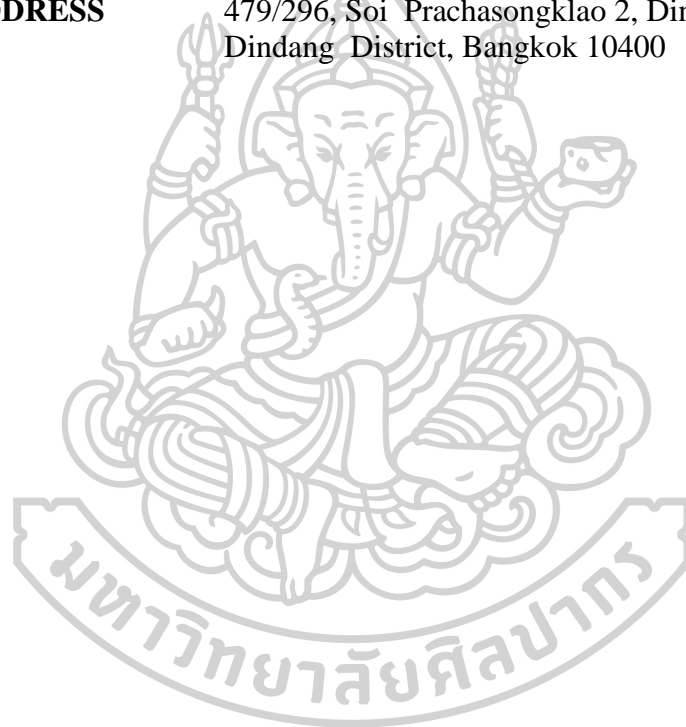 DDRESS 479/296, Soi Prachasongklao 2, Din
Dindang District, Bangkok 10400
มหาวิทยาลัยศิลปากร